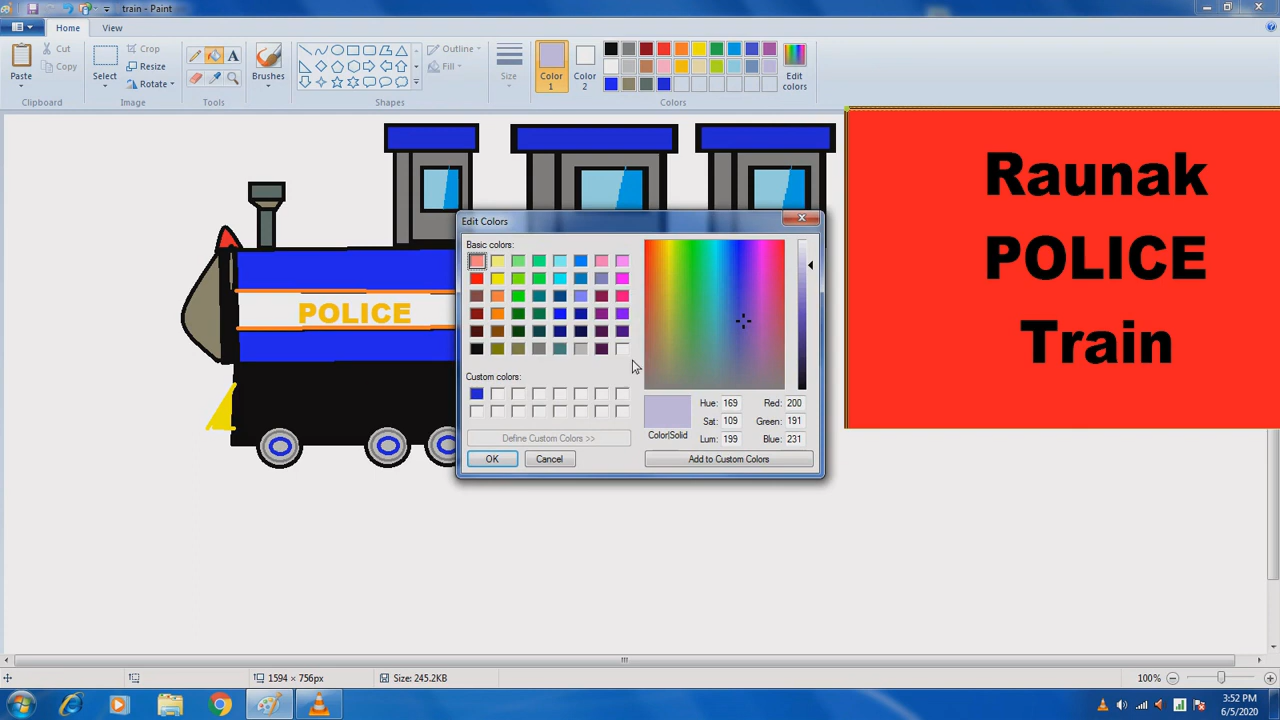 train - Paint
Home
View
Paste
Cut
Copy
Clipboard
Select
Crop
Resize
Rotate
Image
Tools
Brushes
Outline
Fill
Shapes
Size
Color
1
Color
2
Edit
colors
Colors
POLICE
Raunak
POLICE
Train
Edit Colors
Basic colors:
Custom colors:
Define Custom Colors >>
OK
Cancel
Color|Solid
Hue: 169
Sat: 109
Lum: 199
Red: 200
Green: 191
Blue: 231
Add to Custom Colors
1594 × 756px
Size: 245.2KB
100%
3:52 PM
6/5/2020